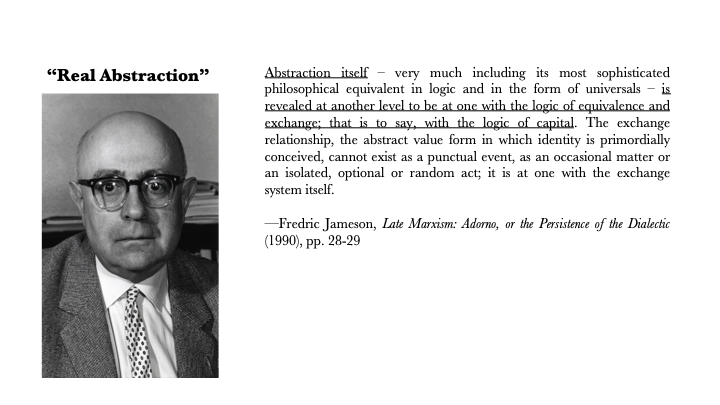 “Real Abstraction”
Abstraction itself – very much including its most sophisticated
philosophical equivalent in logic and in the form of universals – is
revealed at another level to be at one with the logic of equivalence and
exchange; that is to say, with the logic of capital. The exchange
relationship, the abstract value form in which identity is primordially
conceived, cannot exist as a punctual event, as an occasional matter or
an isolated, optional or random act; it is at one with the exchange
system itself.
—Fredric Jameson, Late Marxism: Adorno, or the Persistence of the Dialectic
(1990), pp. 28-29